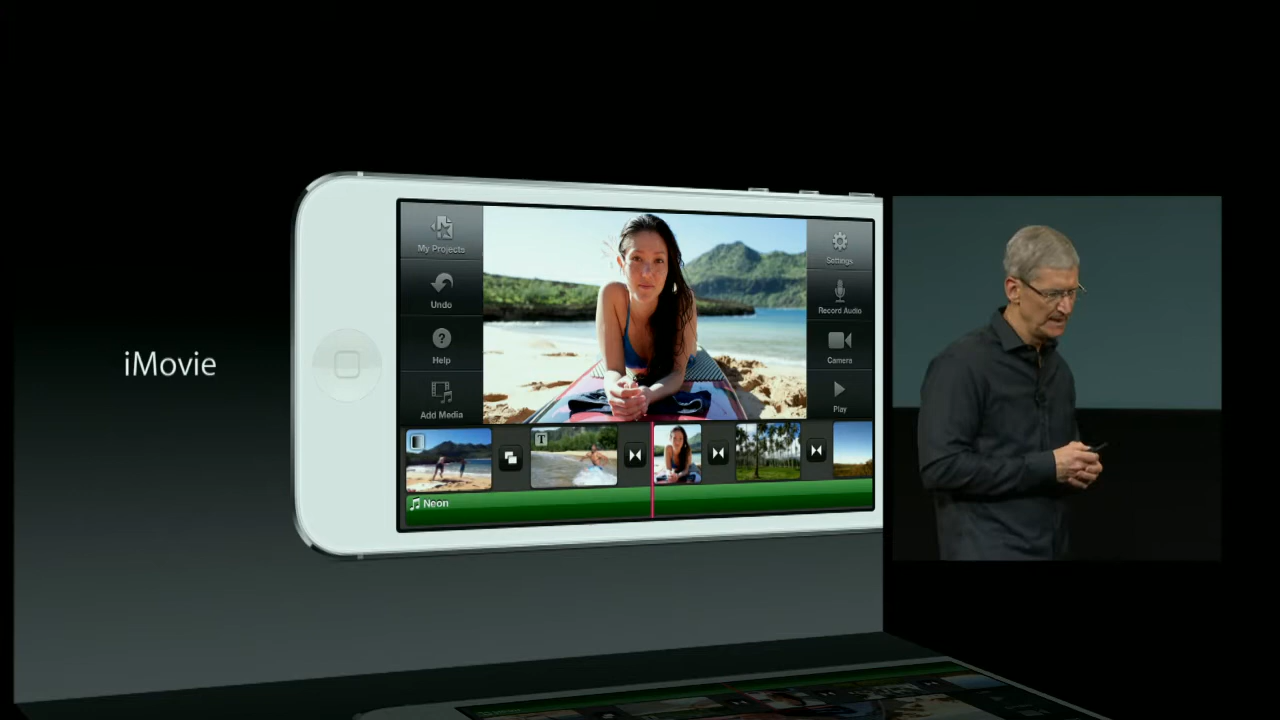 iMovie
My Projects
Undo
?
Help
Add Media
Settings
Record Audio
Camera
Play
T
Neon